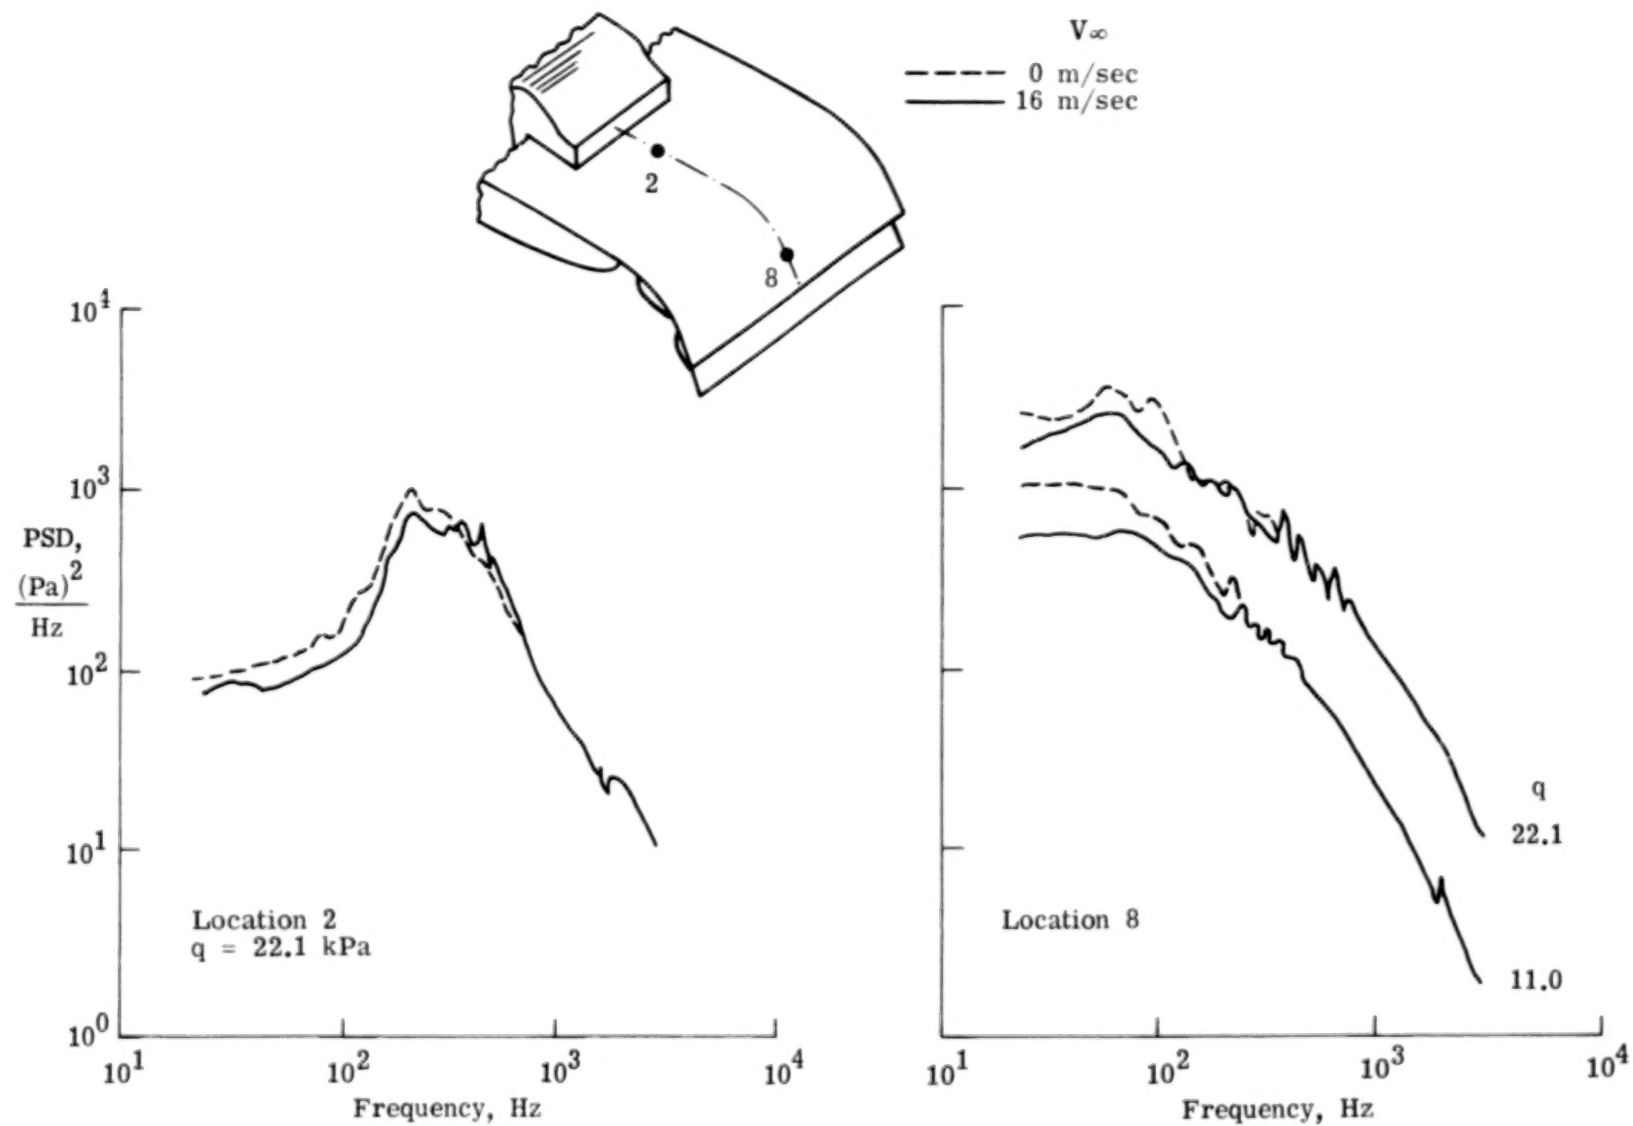 V∞
0 m/sec
16 m/sec
2
8
10⁴
10³
10²
10¹
10⁰
PSD,
(Pa)²
Hz
Location 2
q = 22.1 kPa
10¹ 10² 10³ 10⁴
Frequency, Hz
Location 8
q
22.1
11.0
10¹ 10² 10³ 10⁴
Frequency, Hz